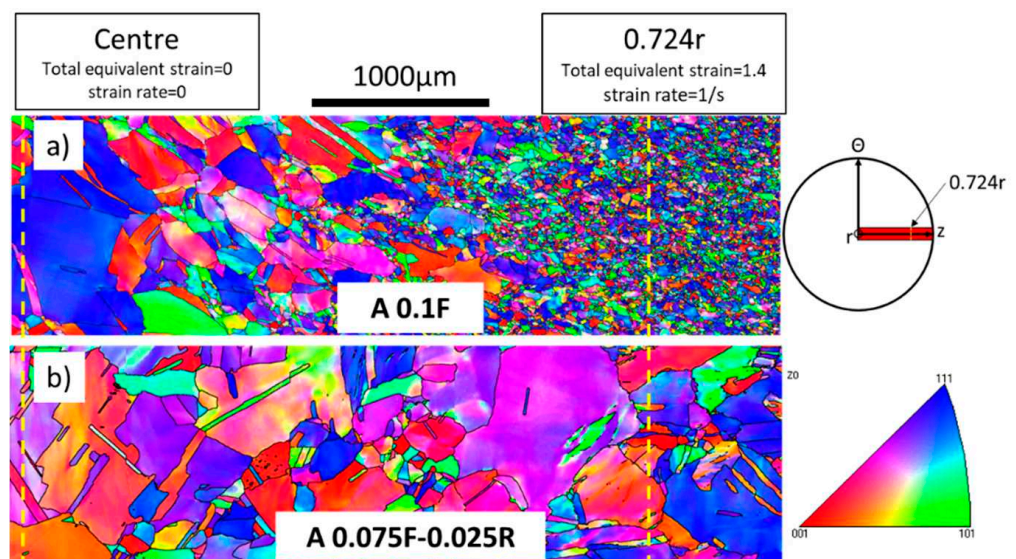 Centre
Total equivalent strain=0
strain rate=0
1000μm
0.724r
Total equivalent strain=1.4
strain rate=1/s
a)
A 0.1F
Θ
0.724r
r
z
b)
A 0.075F-0.025R
Z0
111
001
101